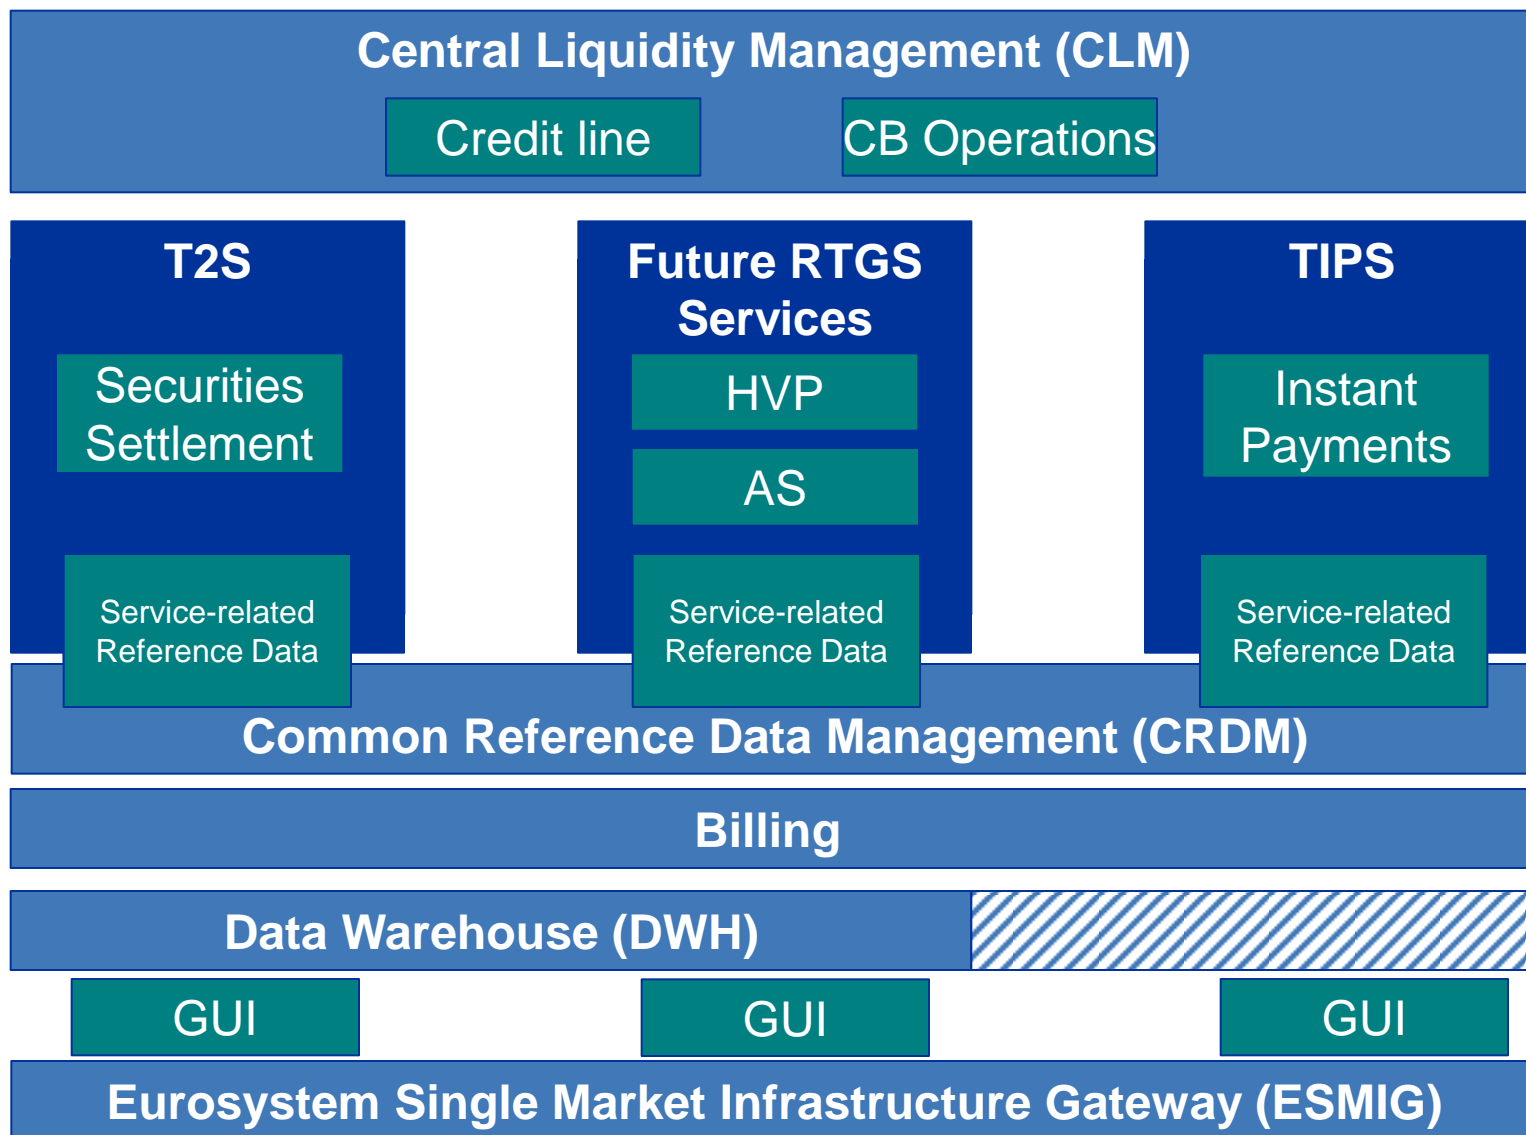 Central Liquidity Management (CLM)
Credit line
CB Operations
T2S
Securities
Settlement
Service-related
Reference Data
Future RTGS
Services
HVP
AS
Service-related
Reference Data
TIPS
Instant
Payments
Service-related
Reference Data
Common Reference Data Management (CRDM)
Billing
Data Warehouse (DWH)
GUI
GUI
GUI
Eurosystem Single Market Infrastructure Gateway (ESMIG)